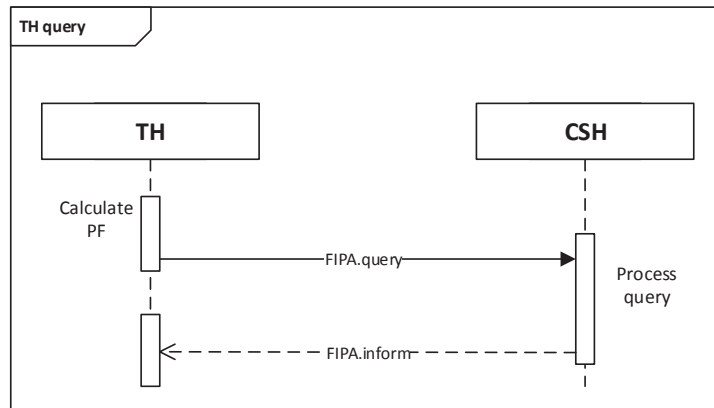 TH query
TH
CSH
Calculate
PF
FIPA.query
Process
query
FIPA.inform